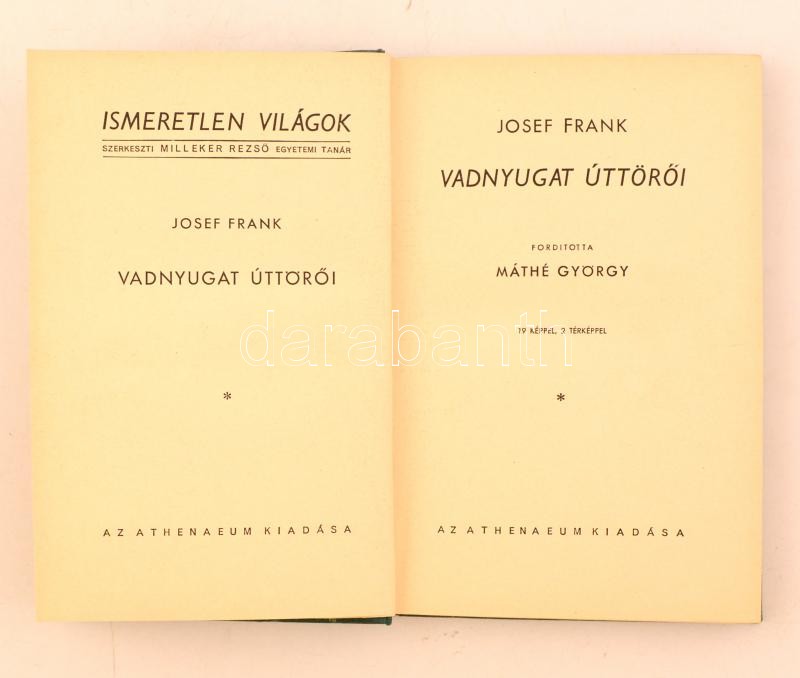 ISMERETLEN VILÁGOK
SZERKESZTI MILLEKER REZSŐ EGYETEMI TANÁR
JOSEF FRANK
VADNYUGAT ÚTTÖRŐI
*
AZ ATHENAEUM KIADÁSA
JOSEF FRANK
VADNYUGAT ÚTTÖRŐI
FORDITOTTA
MÁTHÉ GYÖRGY
19 KÉPPEL, 2 TÉRKÉPPEL
*
AZ ATHENAEUM KIADÁSA
darabanth